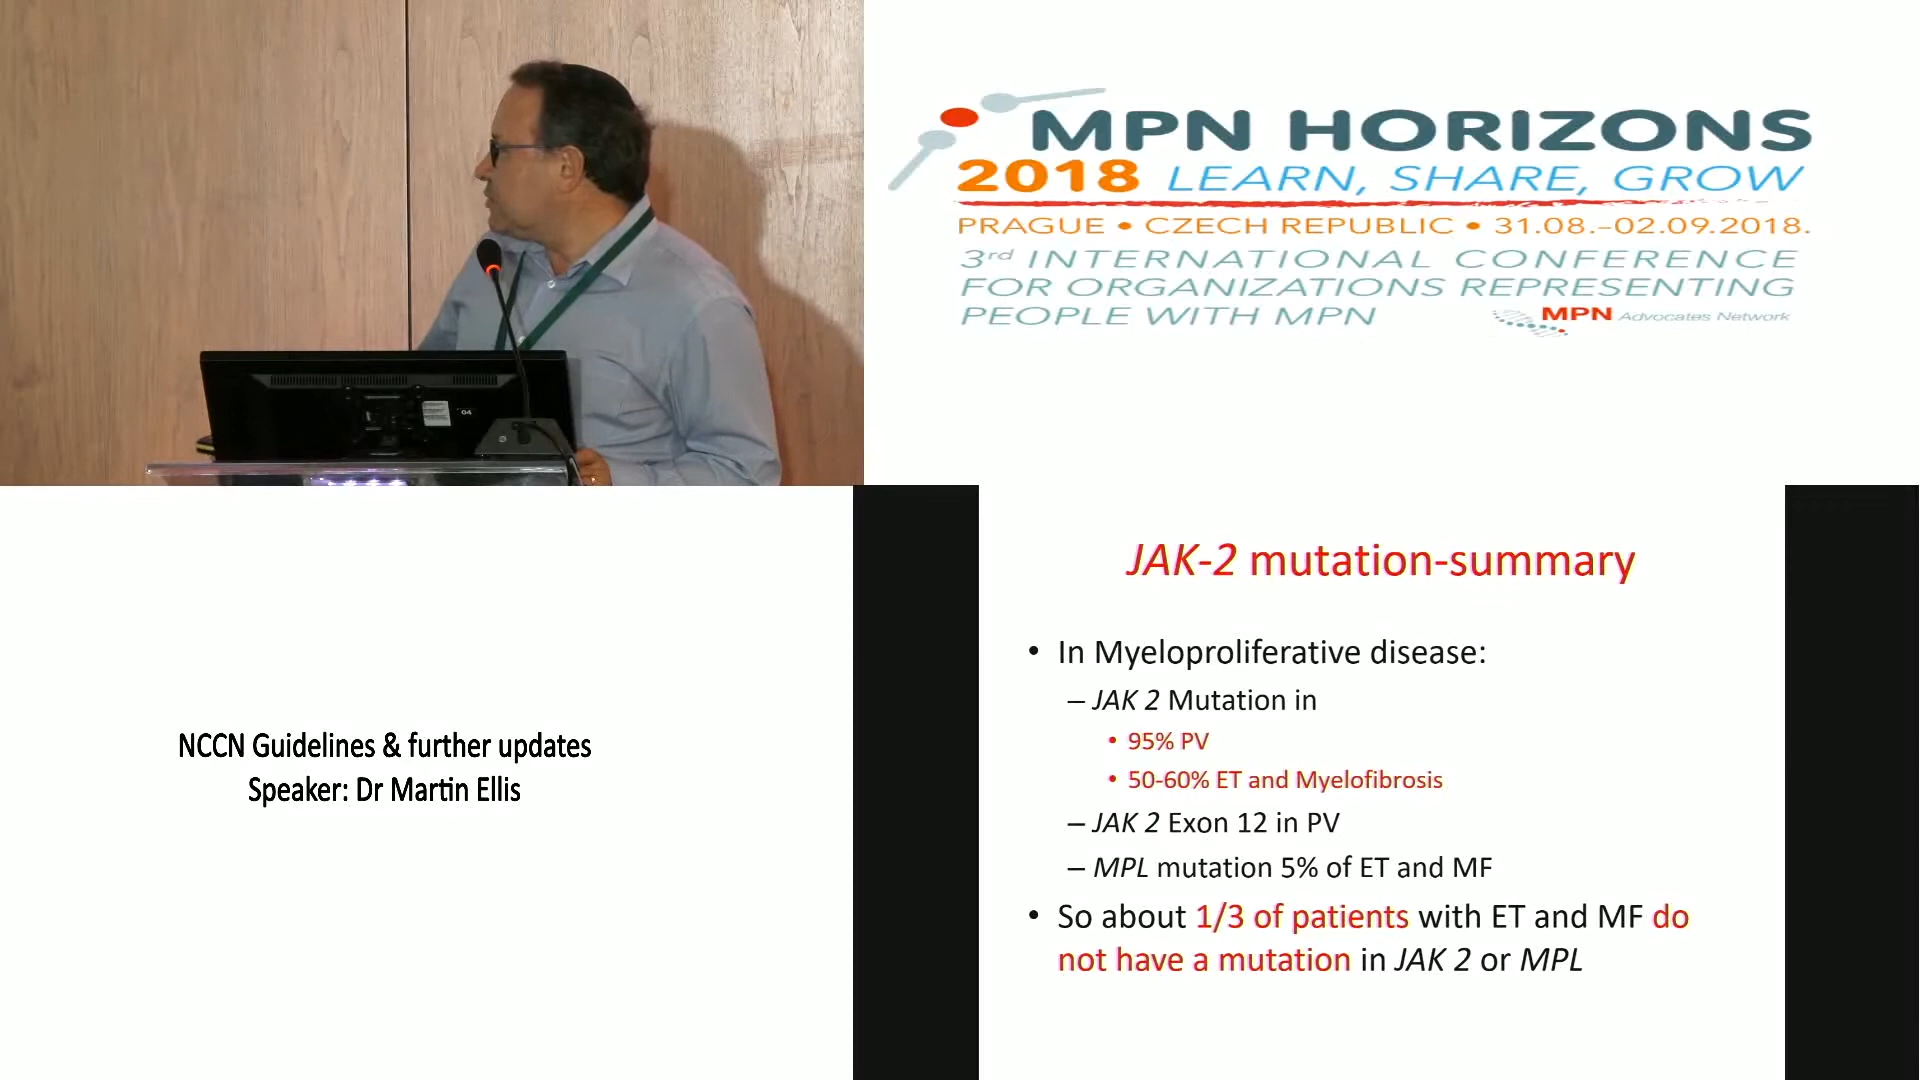 MPN HORIZONS
2018 LEARN, SHARE, GROW
PRAGUE • CZECH REPUBLIC • 31.08.–02.09.2018.
3rd INTERNATIONAL CONFERENCE
FOR ORGANIZATIONS REPRESENTING
PEOPLE WITH MPN
MPN Advocates Network
04
NCCN Guidelines & further updates
Speaker: Dr Martin Ellis
JAK-2 mutation-summary
• In Myeloproliferative disease:
– JAK 2 Mutation in
• 95% PV
• 50-60% ET and Myelofibrosis
– JAK 2 Exon 12 in PV
– MPL mutation 5% of ET and MF
• So about 1/3 of patients with ET and MF do
not have a mutation in JAK 2 or MPL